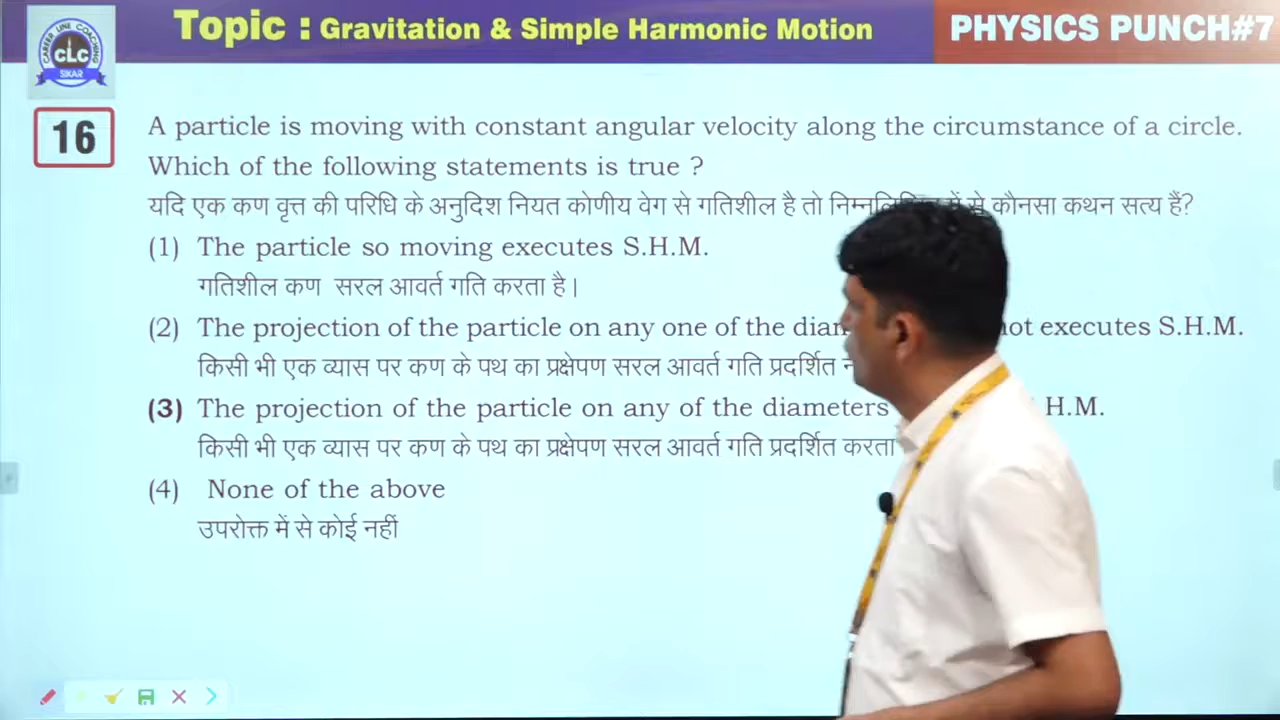 Topic : Gravitation & Simple Harmonic Motion
PHYSICS PUNCH#7
CAREER LINE COACHING
CLC
SIKAR
16
A particle is moving with constant angular velocity along the circumstance of a circle.
Which of the following statements is true ?
यदि एक कण वृत्त की परिधि के अनुदिश नियत कोणीय वेग से गतिशील है तो में से कौनसा कथन सत्य हैं?
(1) The particle so moving executes S.H.M.
गतिशील कण सरल आवर्त गति करता है।
(2) The projection of the particle on any one of the executes S.H.M.
किसी भी एक व्यास पर कण के पथ का प्रक्षेपण सरल आवर्त गति प्रदर्शित
(3) The projection of the particle on any of the diameters H.M.
किसी भी एक व्यास पर कण के पथ का प्रक्षेपण सरल आवर्त गति प्रदर्शित करता
(4) None of the above
उपरोक्त में से कोई नहीं